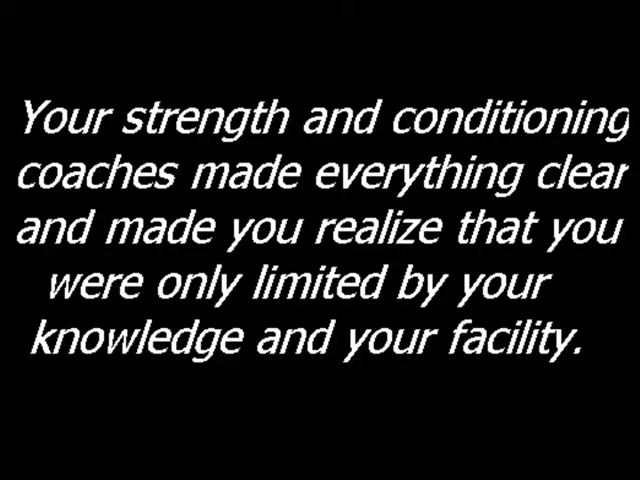 Your strength and conditioning
coaches made everything clear
and made you realize that you
were only limited by your
knowledge and your facility.